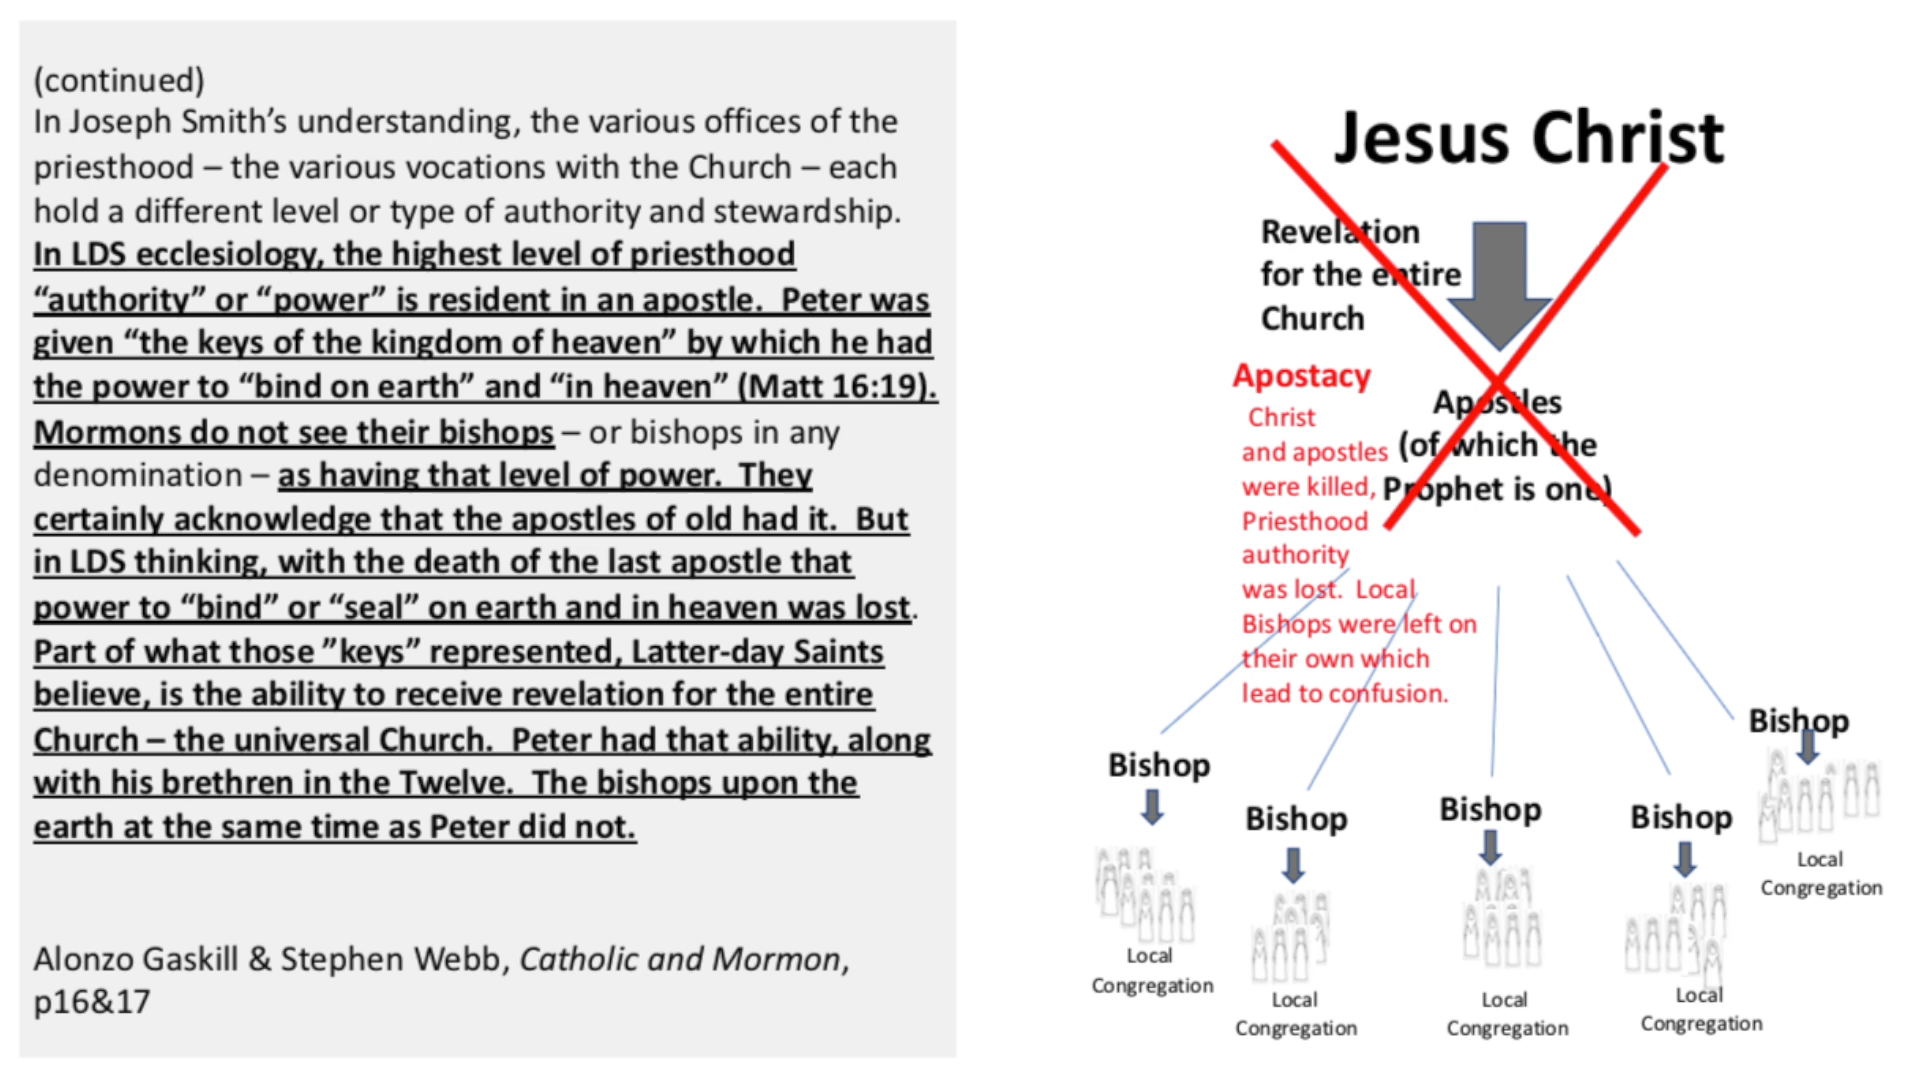 (continued)
In Joseph Smith’s understanding, the various offices of the
priesthood – the various vocations with the Church – each
hold a different level or type of authority and stewardship.
In LDS ecclesiology, the highest level of priesthood
“authority” or “power” is resident in an apostle.  Peter was
given “the keys of the kingdom of heaven” by which he had
the power to “bind on earth” and “in heaven” (Matt 16:19).
Mormons do not see their bishops – or bishops in any
denomination – as having that level of power.  They
certainly acknowledge that the apostles of old had it.  But
in LDS thinking, with the death of the last apostle that
power to “bind” or “seal” on earth and in heaven was lost.
Part of what those ”keys” represented, Latter-day Saints
believe, is the ability to receive revelation for the entire
Church – the universal Church.  Peter had that ability, along
with his brethren in the Twelve.  The bishops upon the
earth at the same time as Peter did not.
Alonzo Gaskill & Stephen Webb, Catholic and Mormon,
p16&17
Jesus Christ
Revelation
for the entire
Church
Apostacy
Christ
and apostles
were killed,
Priesthood
authority
was lost.  Local
Bishops were left on
their own which
lead to confusion.
Apostles
(of which the
Prophet is one)
Bishop
Local
Congregation
Bishop
Local
Congregation
Bishop
Local
Congregation
Bishop
Local
Congregation
Bishop
Local
Congregation